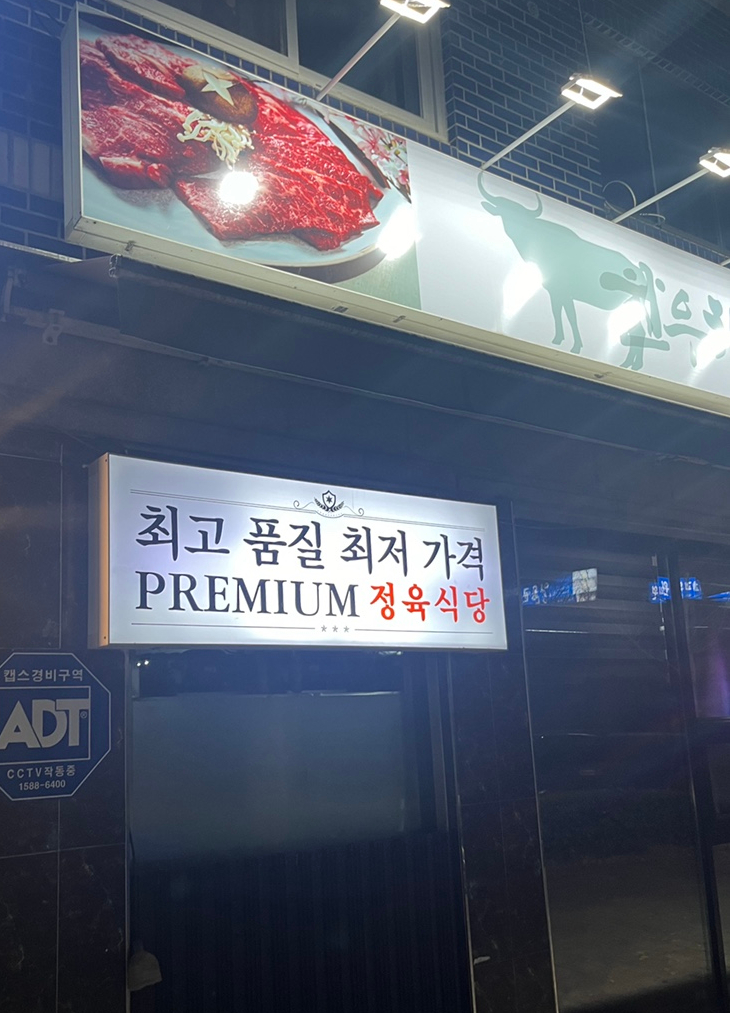 최고 품질 최저 가격
PREMIUM 정육식당
캡스경비구역
ADT
CCTV작동중
1588-6400